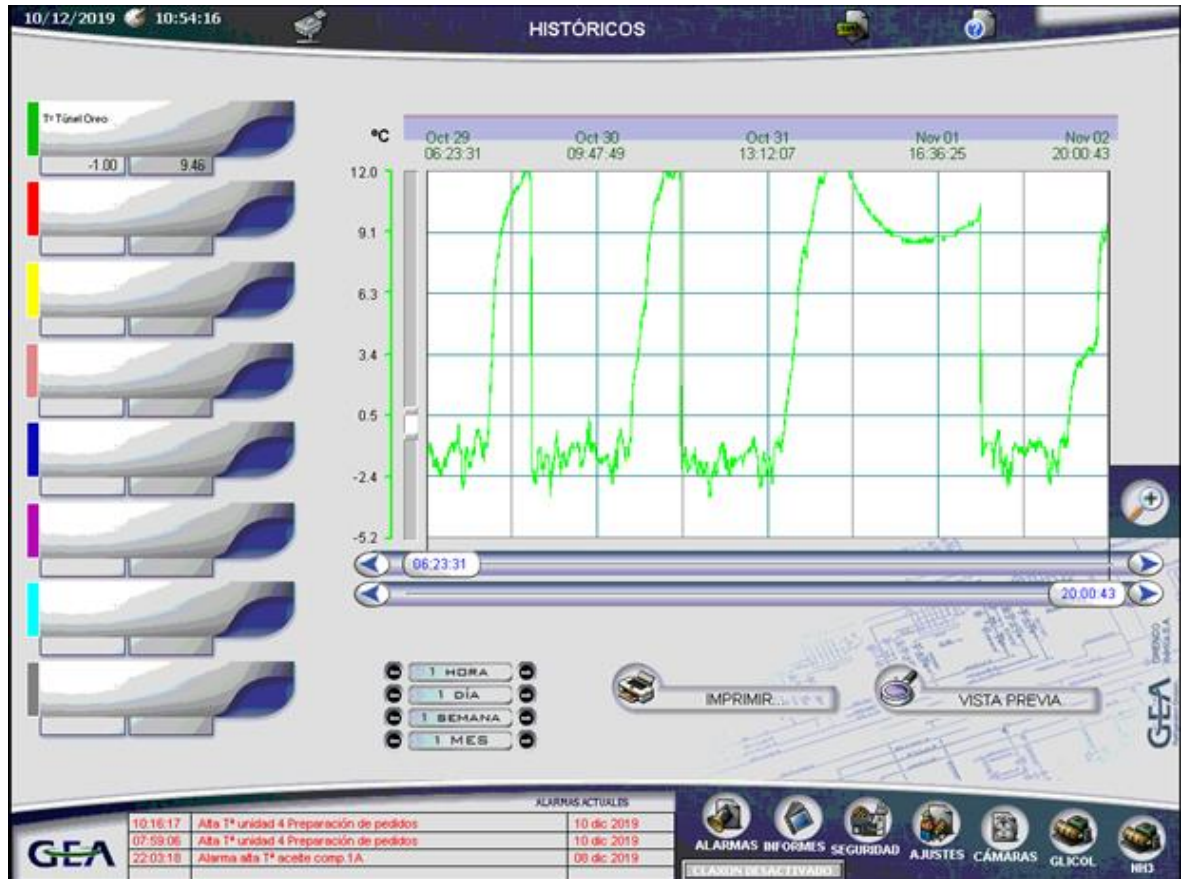 10/12/2019 10:54:16
HISTÓRICOS
Tª Túnel Oreo
-1.00 9.46
ºC
Oct 29 Oct 30 Oct 31 Nov 01 Nov 02
06:23:31 09:47:49 13:12:07 16:36:25 20:00:43
12.0
9.1
6.3
3.4
0.5
-2.4
-5.2
06:23:31
20:00:43
1 HORA
1 DÍA
1 SEMANA
1 MES
IMPRIMIR...
VISTA PREVIA
GEA
ALARMAS ACTUALES
10:16:17 Alta Tª unidad 4 Preparación de pedidos 10 dic 2019
07:59:06 Alta Tª unidad 4 Preparación de pedidos 10 dic 2019
22:03:18 Alarma alta Tª aceite comp.1A 08 dic 2019
GEA
ALARMAS INFORMES SEGURIDAD AJUSTES CÁMARAS GLICOL NH3
CLAXON DESACTIVADO